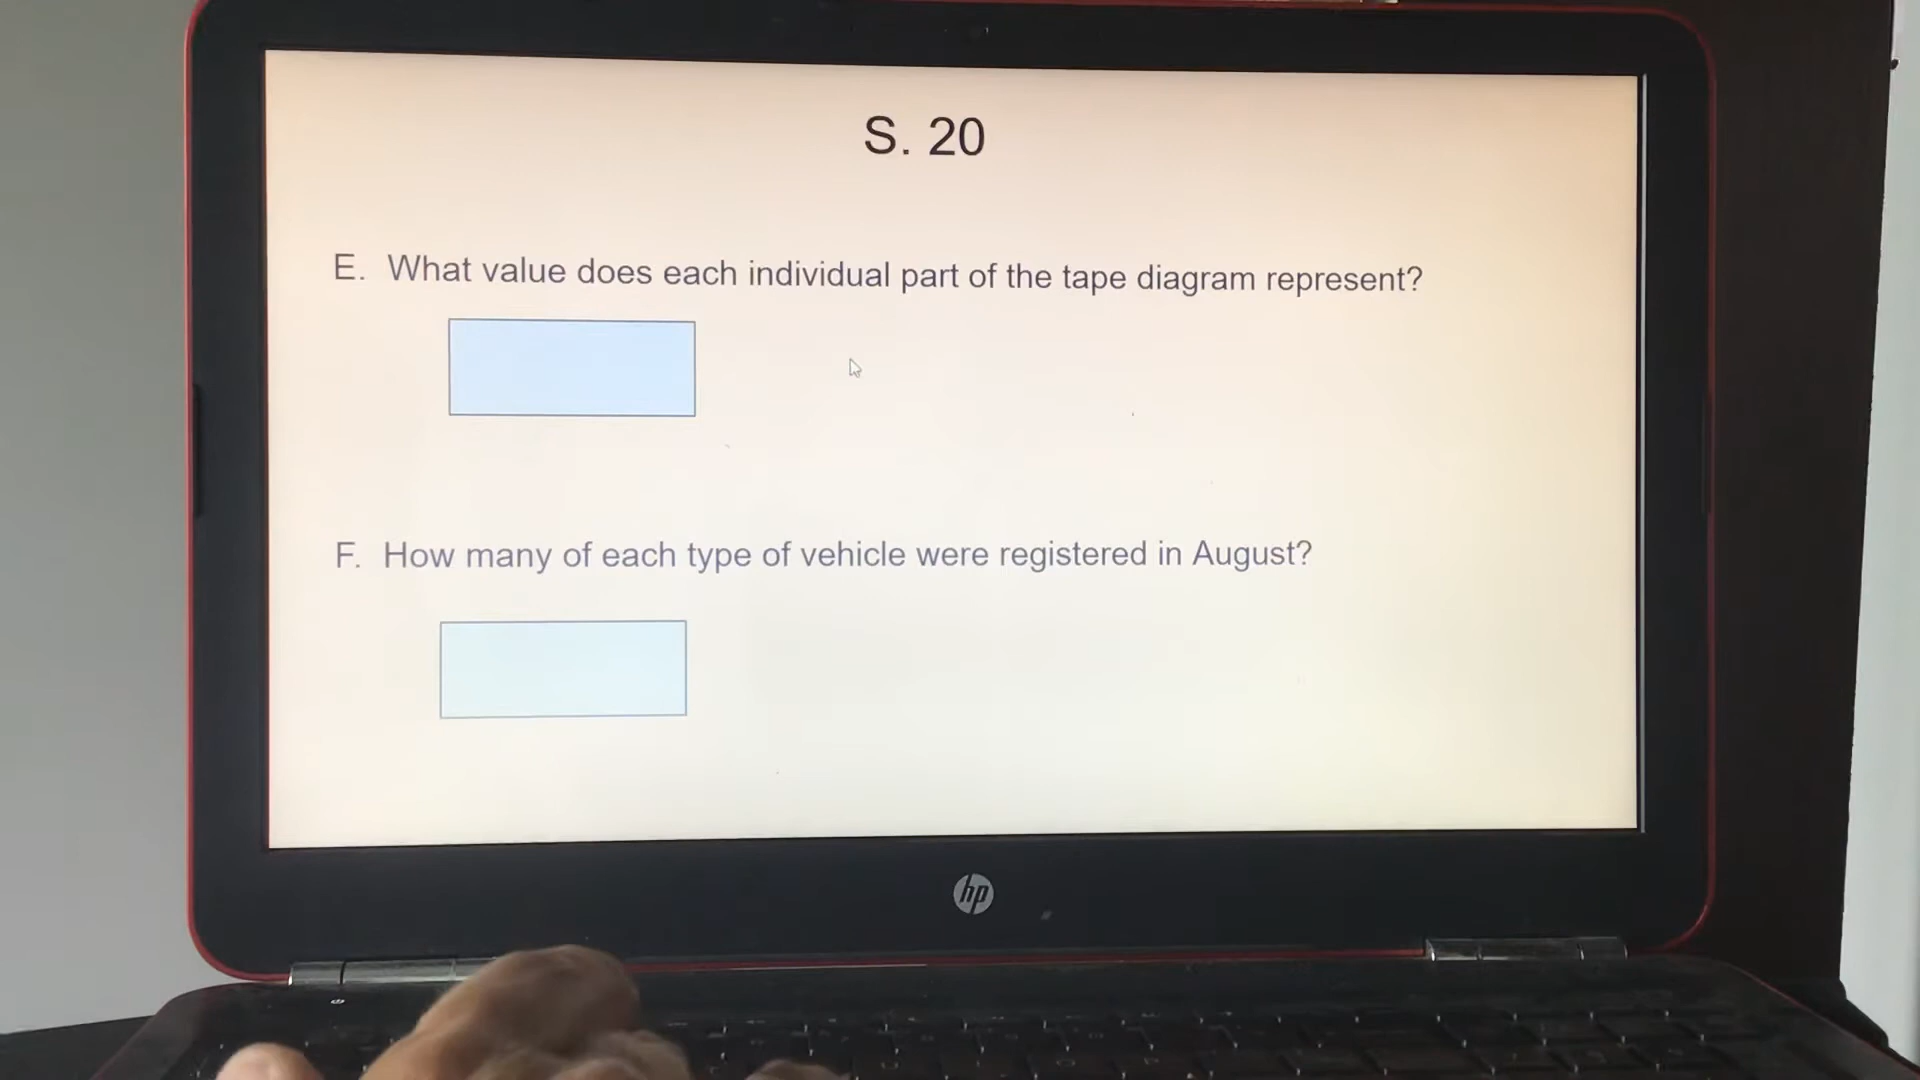 S. 20
E. What value does each individual part of the tape diagram represent?
F. How many of each type of vehicle were registered in August?
hp